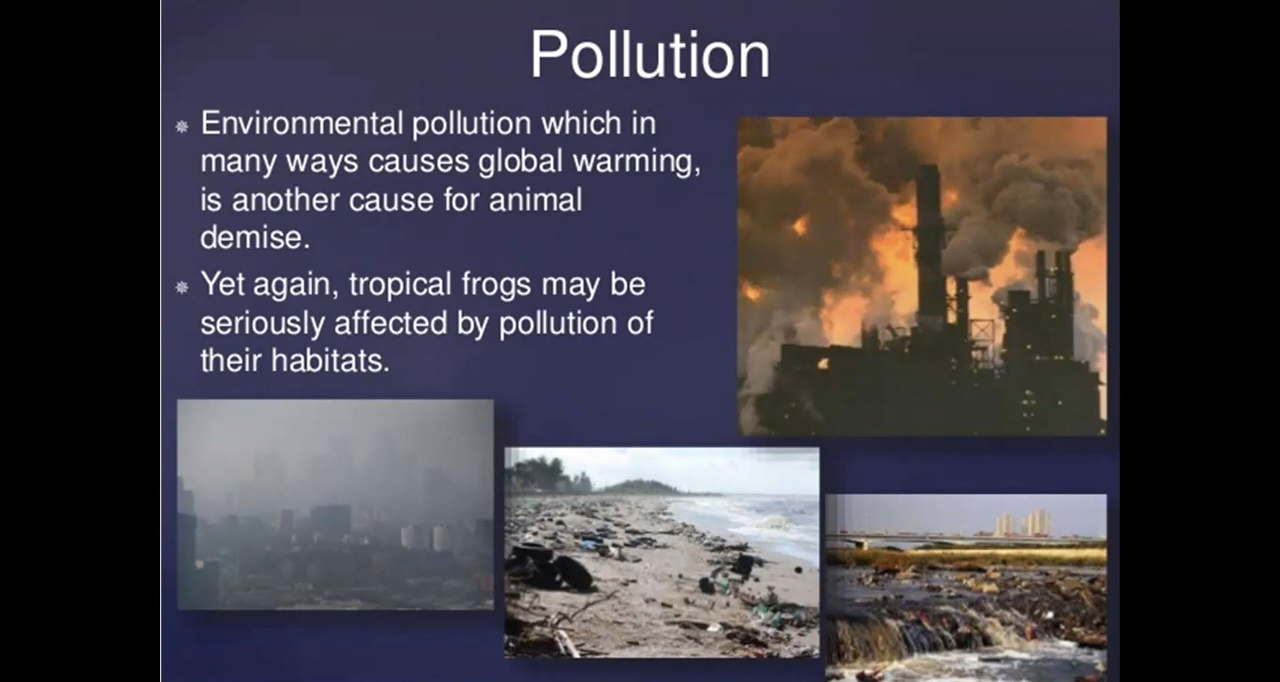 Pollution
Environmental pollution which in
many ways causes global warming,
is another cause for animal
demise.
Yet again, tropical frogs may be
seriously affected by pollution of
their habitats.